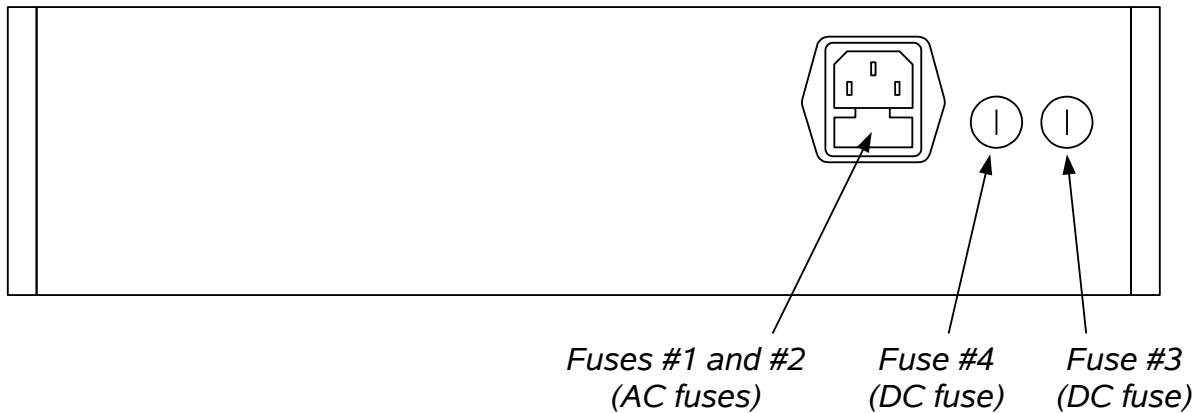 Fuses #1 and #2
(AC fuses)
Fuse #4
(DC fuse)
Fuse #3
(DC fuse)